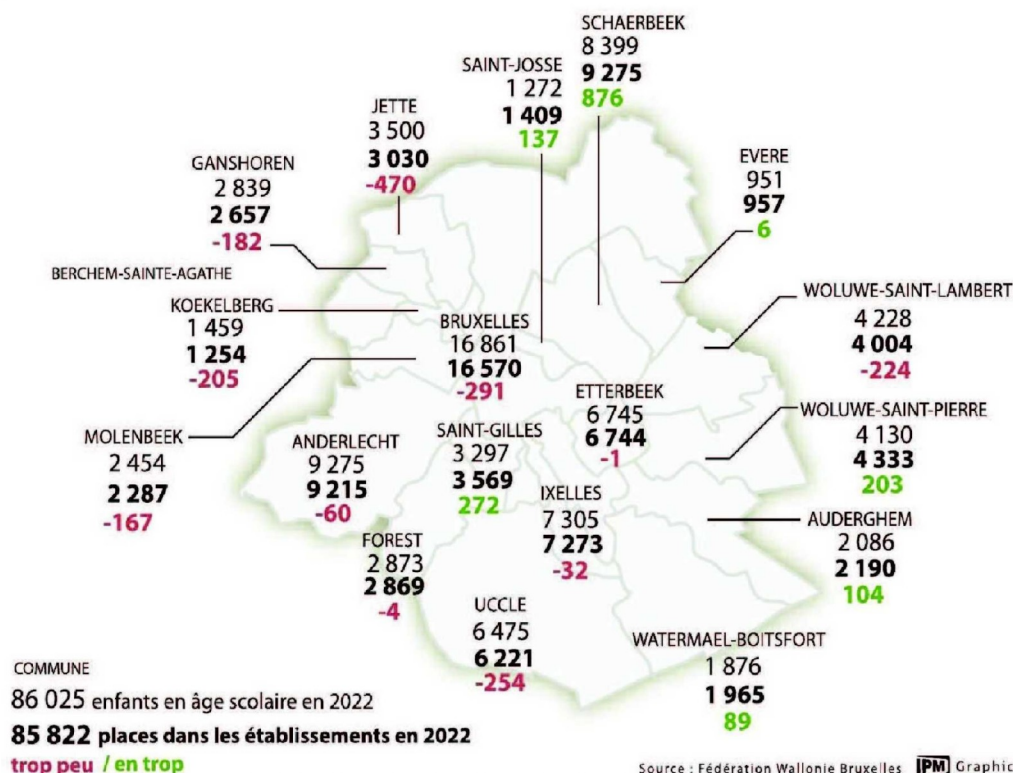 SCHAERBEEK
8 399
9 275
876
SAINT-JOSSE
1 272
1 409
137
JETTE
3 500
3 030
-470
GANSHOREN
2 839
2 657
-182
EVERE
951
957
6
BERCHEM-SAINTE-AGATHE
KOEKELBERG
1 459
1 254
-205
WOLUWE-SAINT-LAMBERT
4 228
4 004
-224
BRUXELLES
16 861
16 570
-291
ETTERBEEK
6 745
6 744
-1
WOLUWE-SAINT-PIERRE
4 130
4 333
203
MOLENBEEK
2 454
2 287
-167
ANDERLECHT
9 275
9 215
-60
SAINT-GILLES
3 297
3 569
272
IXELLES
7 305
7 273
-32
AUDERGHEM
2 086
2 190
104
FOREST
2 873
2 869
-4
UCCLE
6 475
6 221
-254
WATERMAEL-BOITSFORT
1 876
1 965
89
COMMUNE
86 025 enfants en âge scolaire en 2022
85 822 places dans les établissements en 2022
trop peu / en trop
Source : Fédération Wallonie Bruxelles IPM Graphic